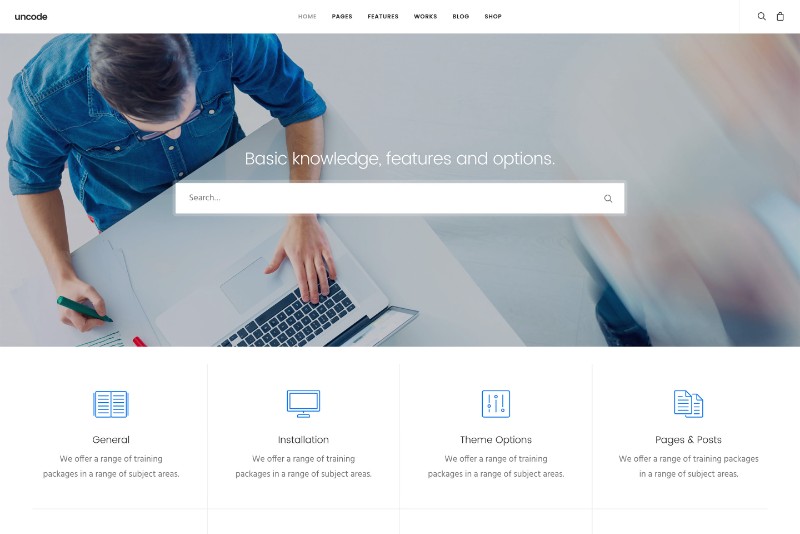 uncode
HOME PAGES FEATURES WORKS BLOG SHOP
Basic knowledge, features and options.
Search...
General
We offer a range of training
packages in a range of subject areas.
Installation
We offer a range of training
packages in a range of subject areas.
Theme Options
We offer a range of training
packages in a range of subject areas.
Pages & Posts
We offer a range of training packages
in a range of subject areas.